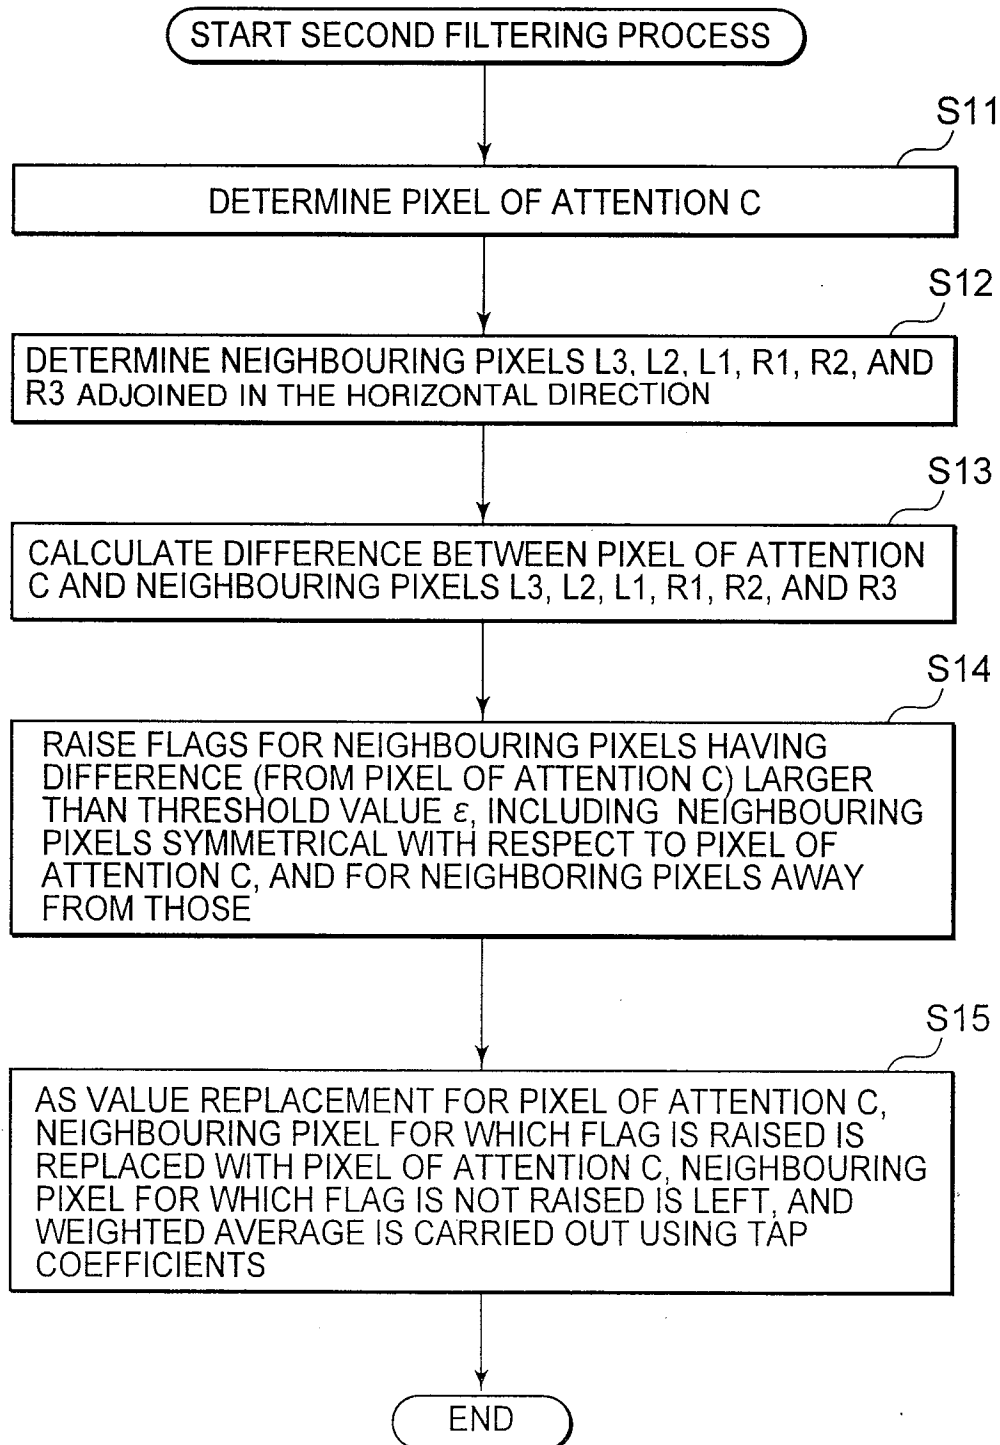 START SECOND FILTERING PROCESS
S11
DETERMINE PIXEL OF ATTENTION C
S12
DETERMINE NEIGHBOURING PIXELS L3, L2, L1, R1, R2, AND
R3 ADJOINED IN THE HORIZONTAL DIRECTION
S13
CALCULATE DIFFERENCE BETWEEN PIXEL OF ATTENTION
C AND NEIGHBOURING PIXELS L3, L2, L1, R1, R2, AND R3
S14
RAISE FLAGS FOR NEIGHBOURING PIXELS HAVING
DIFFERENCE (FROM PIXEL OF ATTENTION C) LARGER
THAN THRESHOLD VALUE ε, INCLUDING NEIGHBOURING
PIXELS SYMMETRICAL WITH RESPECT TO PIXEL OF
ATTENTION C, AND FOR NEIGHBORING PIXELS AWAY
FROM THOSE
S15
AS VALUE REPLACEMENT FOR PIXEL OF ATTENTION C,
NEIGHBOURING PIXEL FOR WHICH FLAG IS RAISED IS
REPLACED WITH PIXEL OF ATTENTION C, NEIGHBOURING
PIXEL FOR WHICH FLAG IS NOT RAISED IS LEFT, AND
WEIGHTED AVERAGE IS CARRIED OUT USING TAP
COEFFICIENTS
END